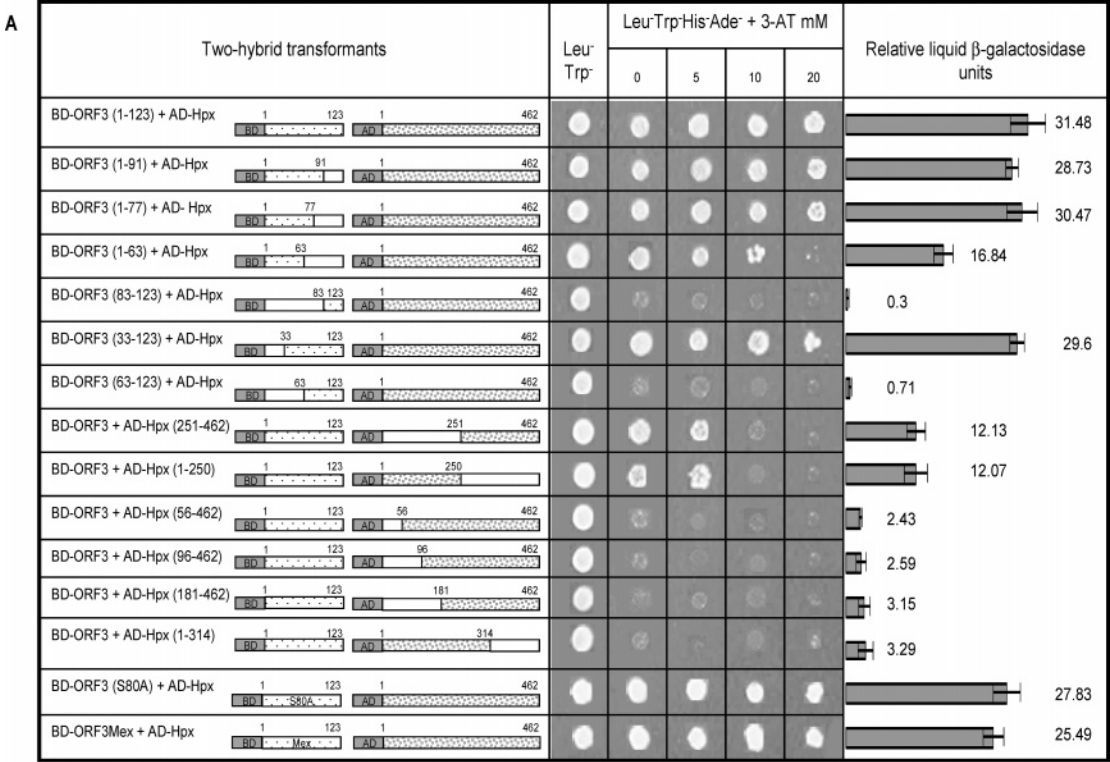 A
Two-hybrid transformants
Leu-
Trp-
Leu-Trp-His-Ade- + 3-AT mM
0 5 10 20
Relative liquid β-galactosidase
units
BD-ORF3 (1-123) + AD-Hpx
1 123 1 462
BD AD
31.48
BD-ORF3 (1-91) + AD-Hpx
1 91 1 462
BD AD
28.73
BD-ORF3 (1-77) + AD- Hpx
1 77 1 462
BD AD
30.47
BD-ORF3 (1-63) + AD-Hpx
1 63 1 462
BD AD
16.84
BD-ORF3 (83-123) + AD-Hpx
83 123 1 462
BD AD
0.3
BD-ORF3 (33-123) + AD-Hpx
33 123 1 462
BD AD
29.6
BD-ORF3 (63-123) + AD-Hpx
63 123 1 462
BD AD
0.71
BD-ORF3 + AD-Hpx (251-462)
1 123 251 462
BD AD
12.13
BD-ORF3 + AD-Hpx (1-250)
1 123 1 250
BD AD
12.07
BD-ORF3 + AD-Hpx (56-462)
1 123 56 462
BD AD
2.43
BD-ORF3 + AD-Hpx (96-462)
1 123 96 462
BD AD
2.59
BD-ORF3 + AD-Hpx (181-462)
1 123 181 462
BD AD
3.15
BD-ORF3 + AD-Hpx (1-314)
1 123 1 314
BD AD
3.29
BD-ORF3 (S80A) + AD-Hpx
1 123 1 462
BD S80A AD
27.83
BD-ORF3Mex + AD-Hpx
1 123 1 462
BD Mex AD
25.49